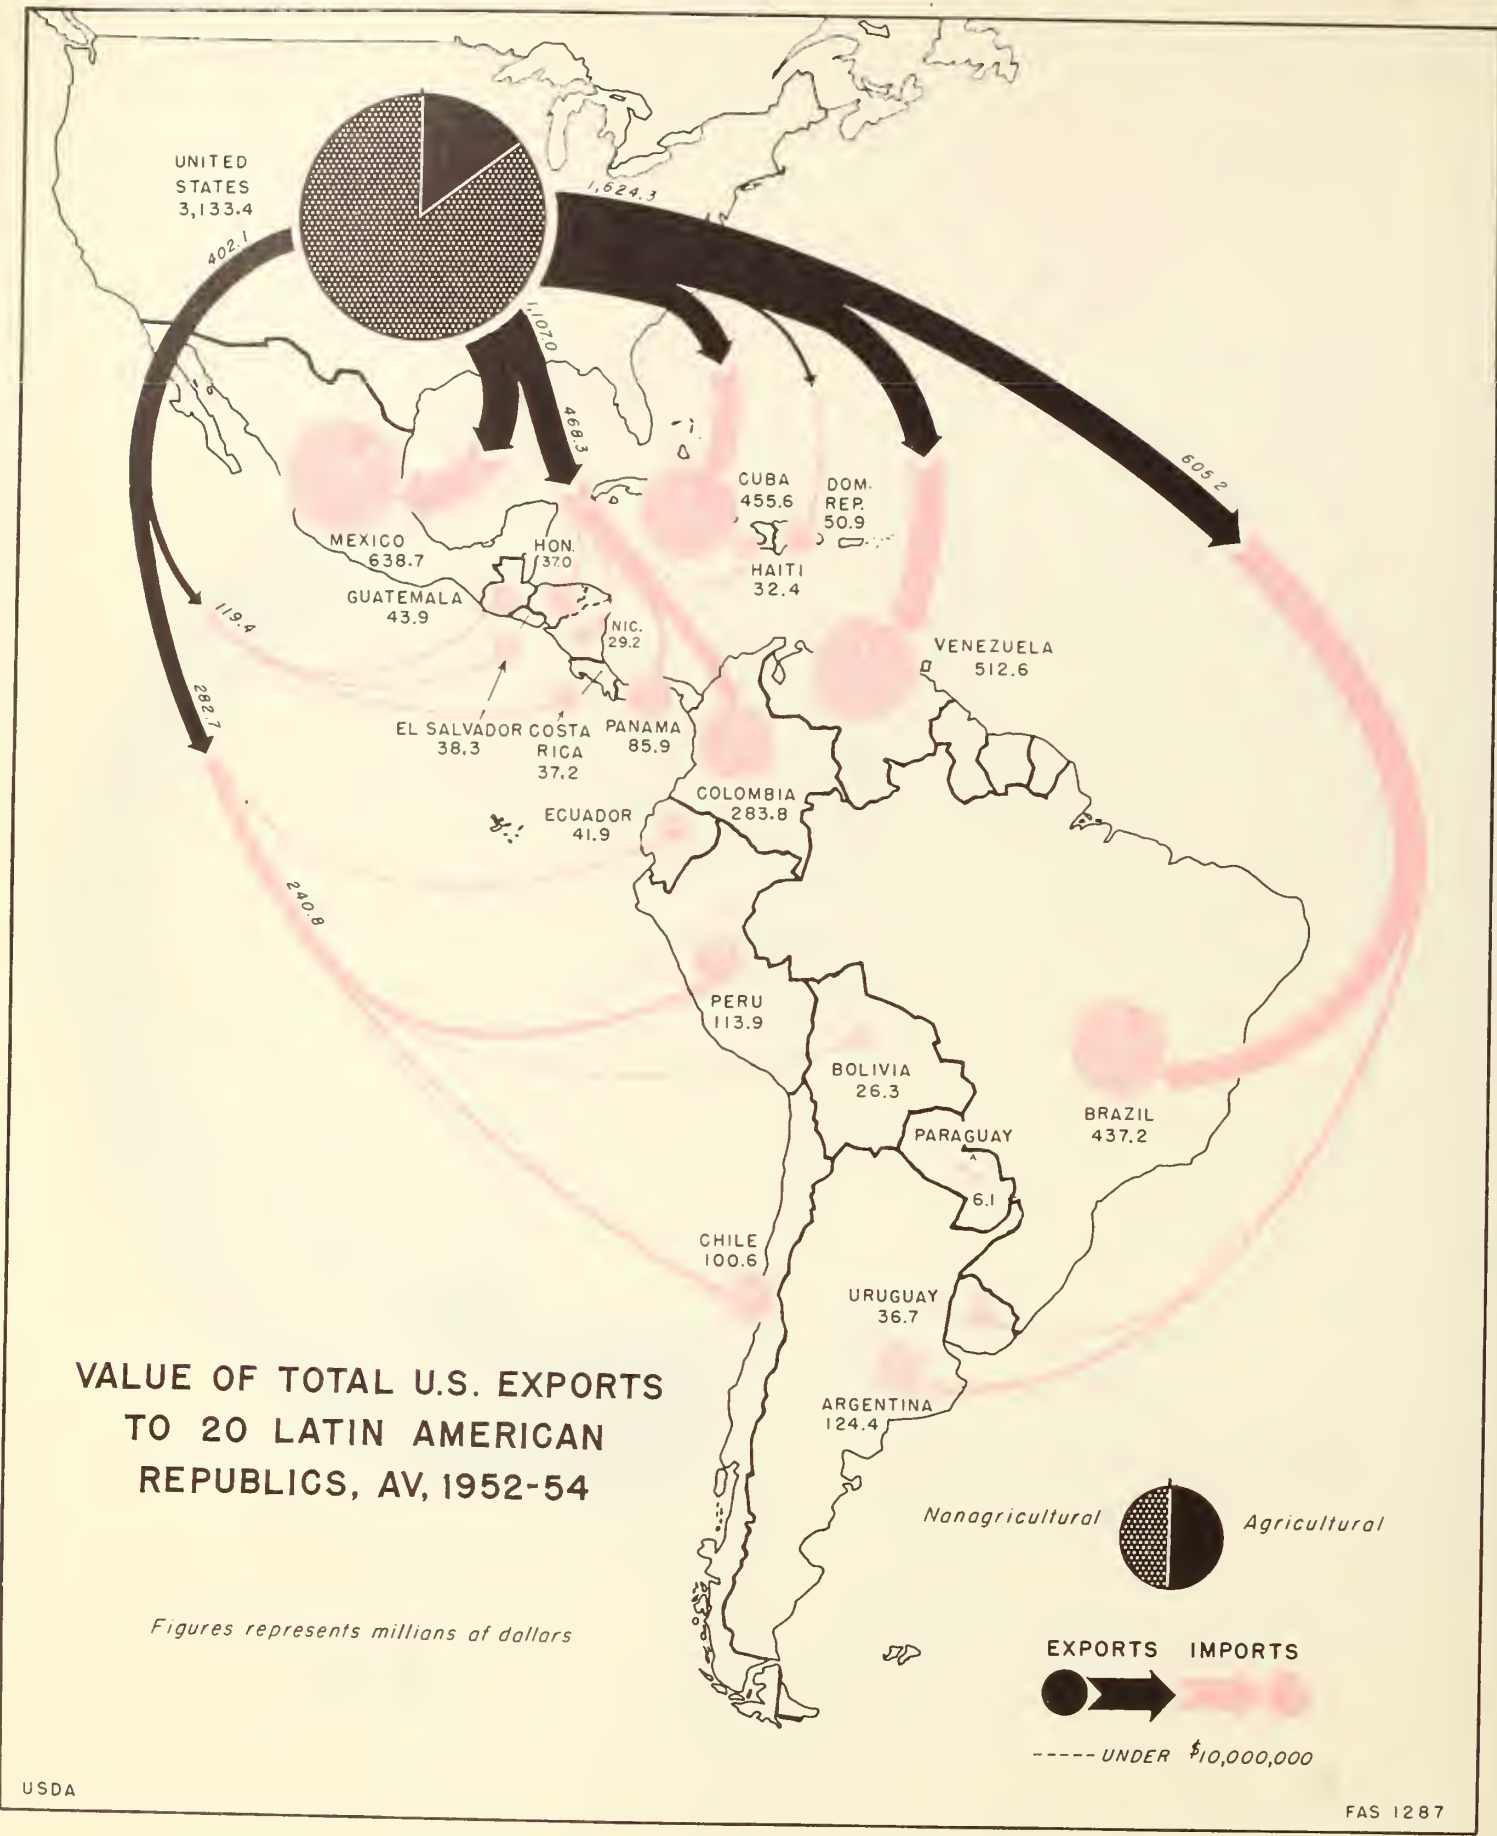 UNITED
STATES
3,133.4
1,624.3
402.1
1,107.0
468.3
605.2
CUBA
455.6
DOM.
REP.
50.9
MEXICO
638.7
HON.
37.0
HAITI
32.4
GUATEMALA
43.9
119.4
NIC.
29.2
VENEZUELA
512.6
282.7
EL SALVADOR
38.3
COSTA
RICA
37.2
PANAMA
85.9
COLOMBIA
283.8
ECUADOR
41.9
240.8
PERU
113.9
BOLIVIA
26.3
BRAZIL
437.2
PARAGUAY
6.1
CHILE
100.6
URUGUAY
36.7
ARGENTINA
124.4
VALUE OF TOTAL U.S. EXPORTS
TO 20 LATIN AMERICAN
REPUBLICS, AV, 1952-54
Nonagricultural
Agricultural
Figures represents millions of dollars
EXPORTS IMPORTS
----- UNDER $10,000,000
USDA
FAS 1287